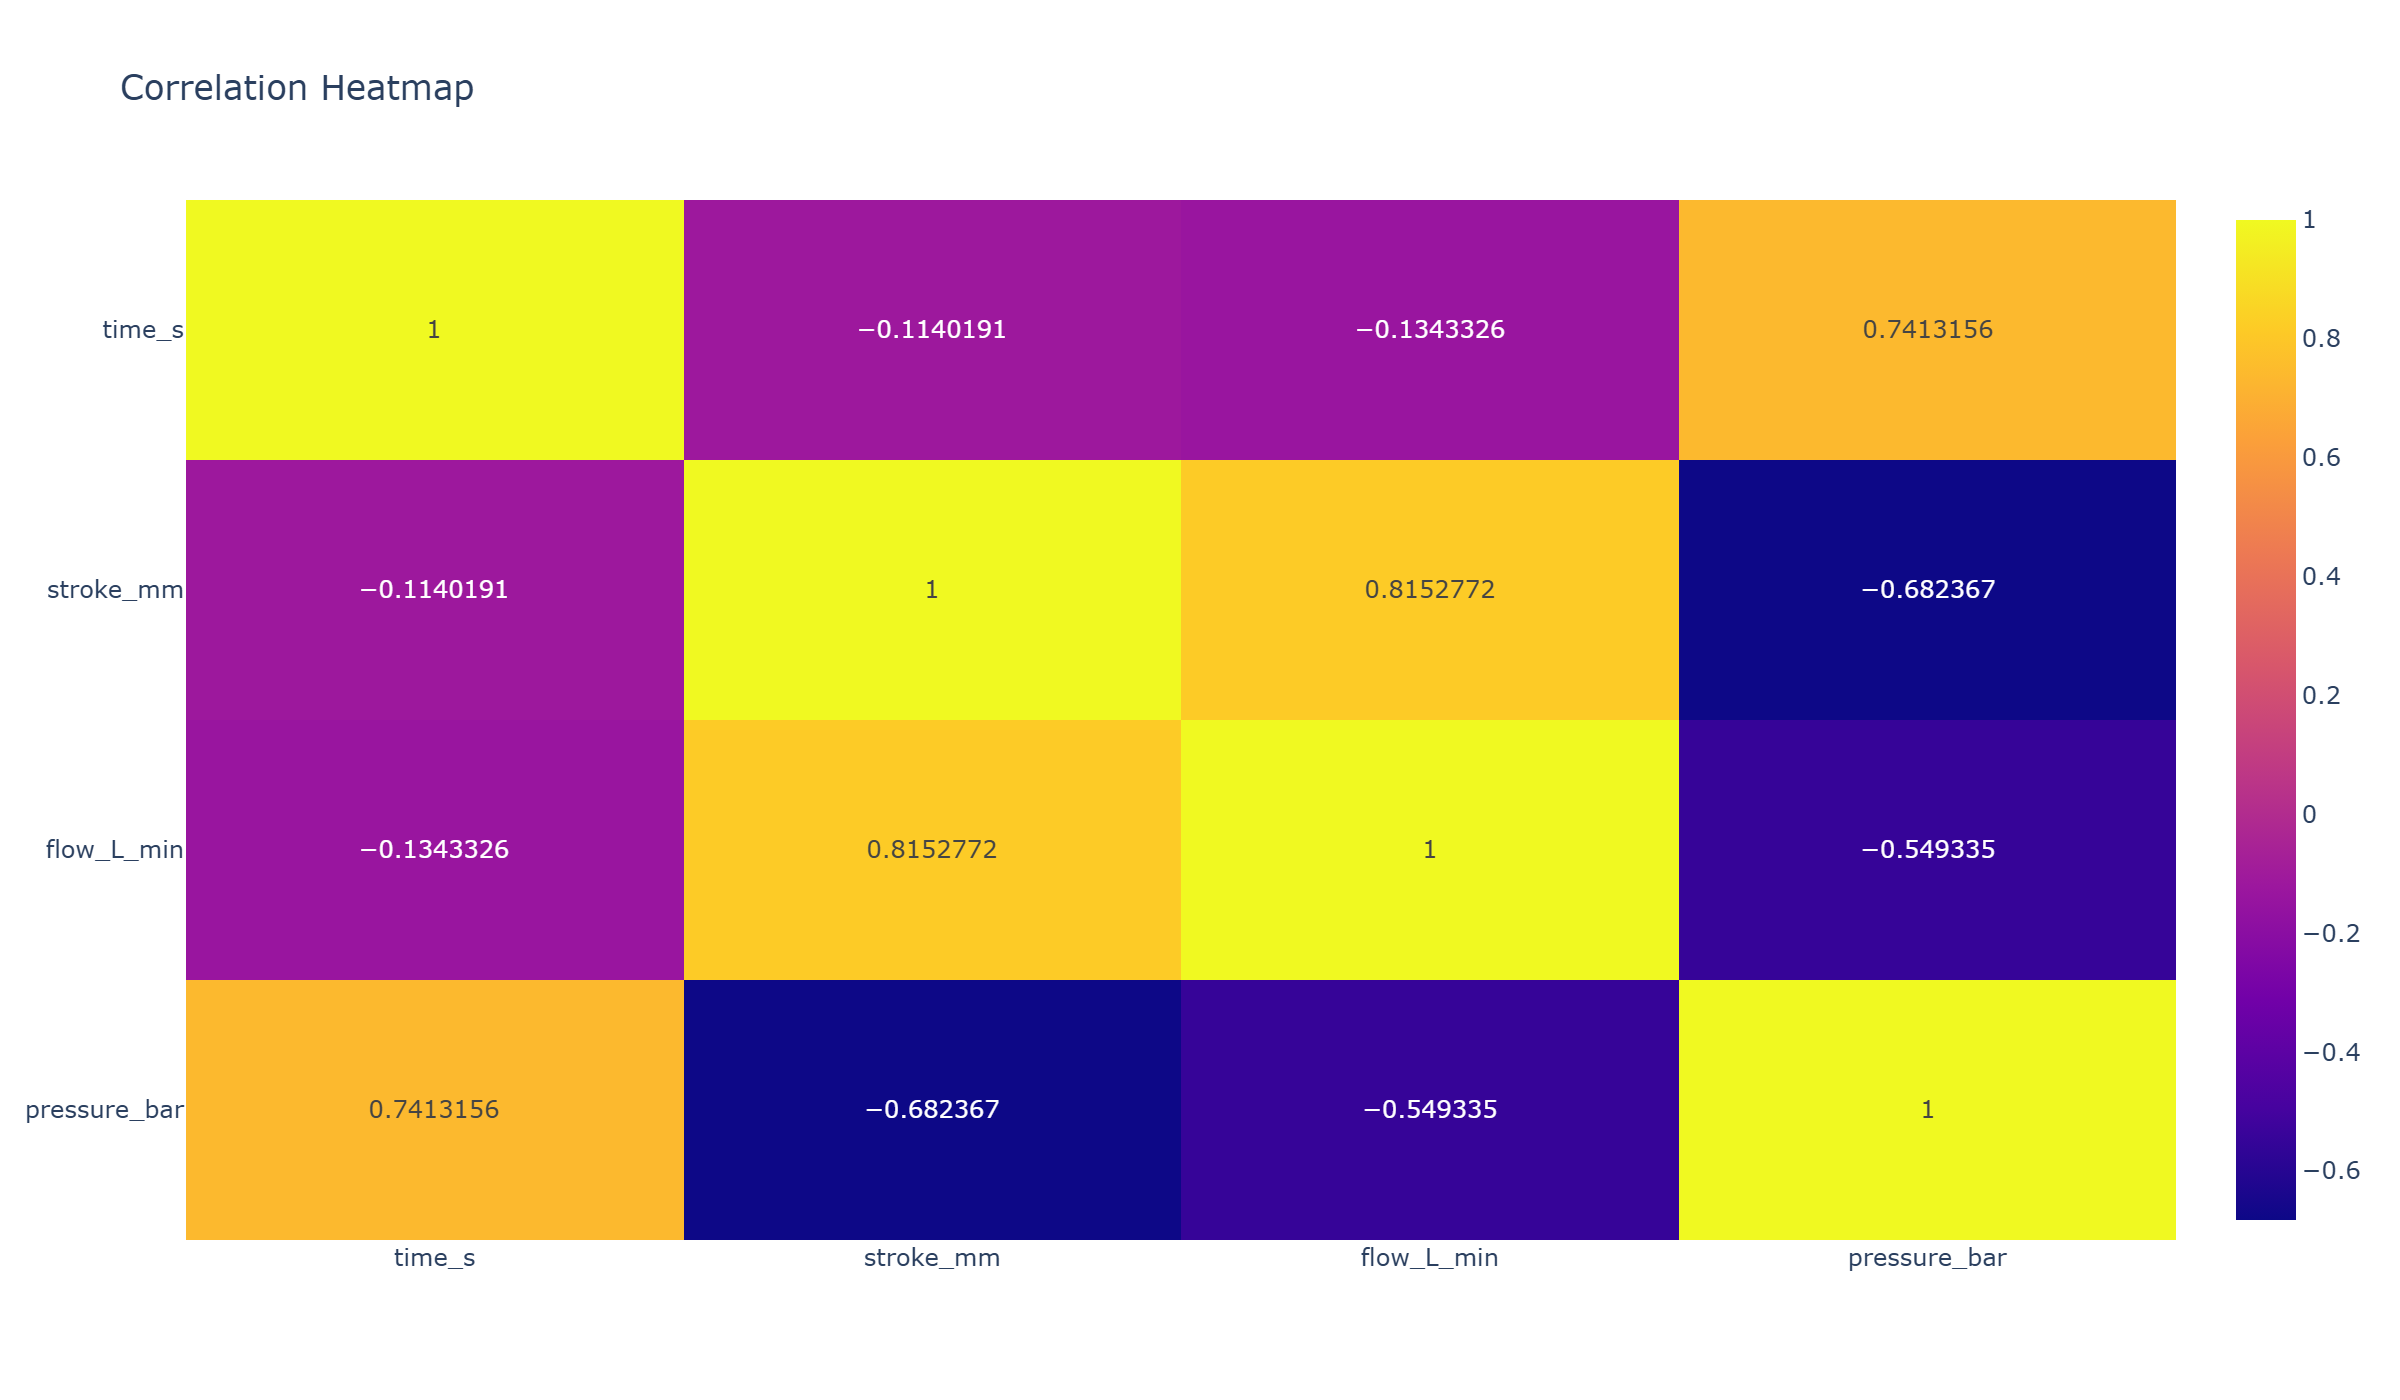 Correlation Heatmap
time_s 1 −0.1140191 −0.1343326 0.7413156
stroke_mm −0.1140191 1 0.8152772 −0.682367
flow_L_min −0.1343326 0.8152772 1 −0.549335
pressure_bar 0.7413156 −0.682367 −0.549335 1
time_s stroke_mm flow_L_min pressure_bar
1
0.8
0.6
0.4
0.2
0
−0.2
−0.4
−0.6